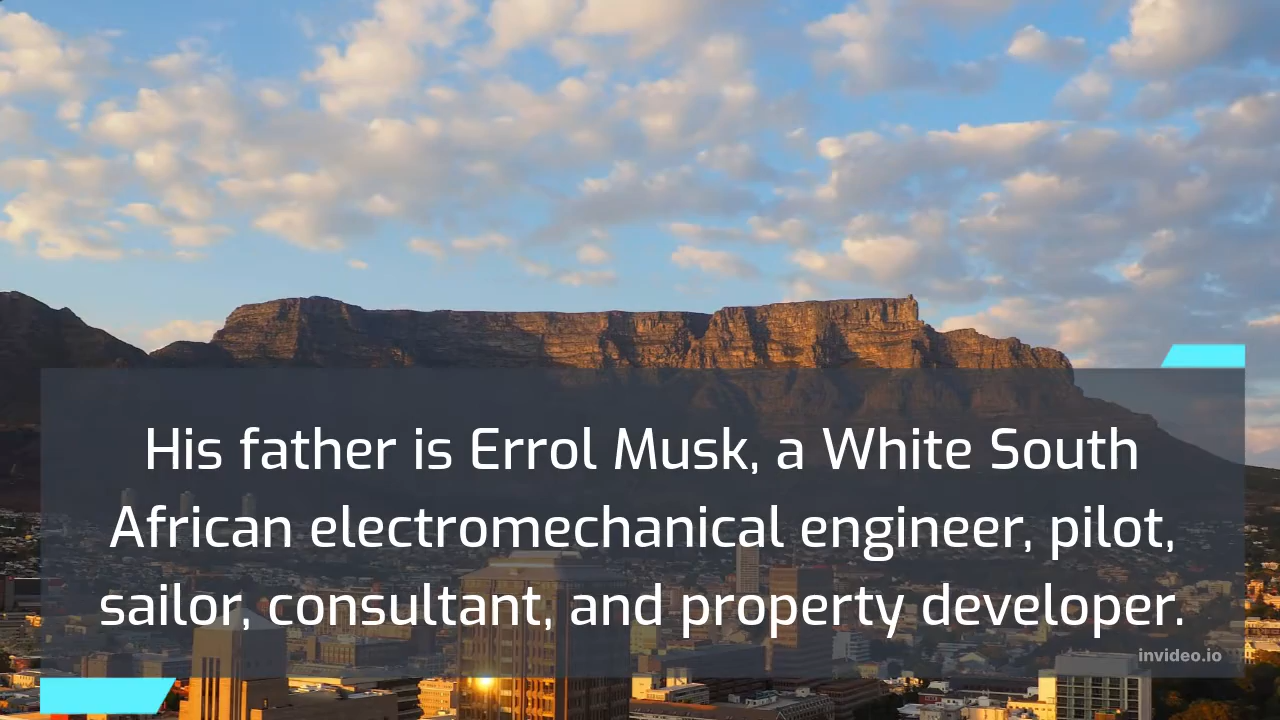 His father is Errol Musk, a White South
African electromechanical engineer, pilot,
sailor, consultant, and property developer.
invideo.io